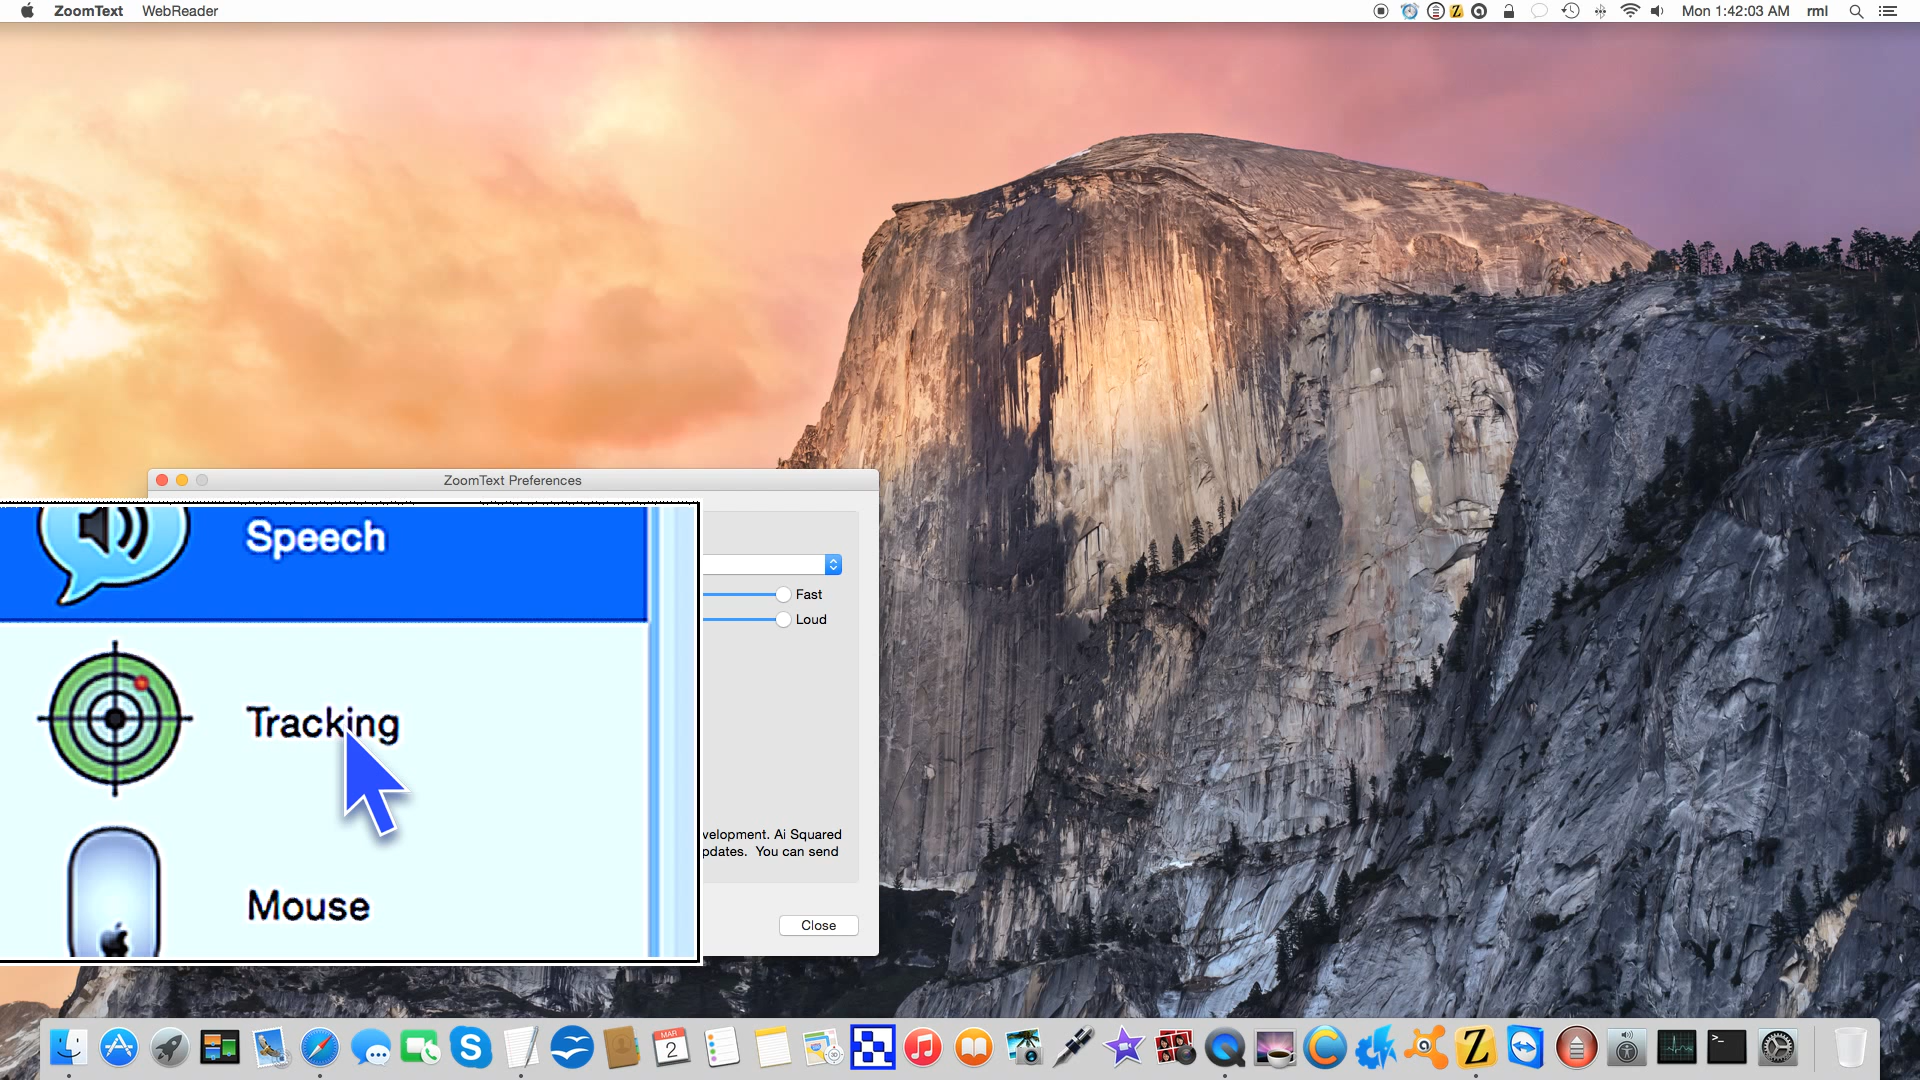 ZoomText WebReader Mon 1:42:03 AM rml
ZoomText Preferences
Speech
Fast
Loud
Tracking
velopment. Ai Squared
pdates. You can send
Mouse
Close
MAR
2